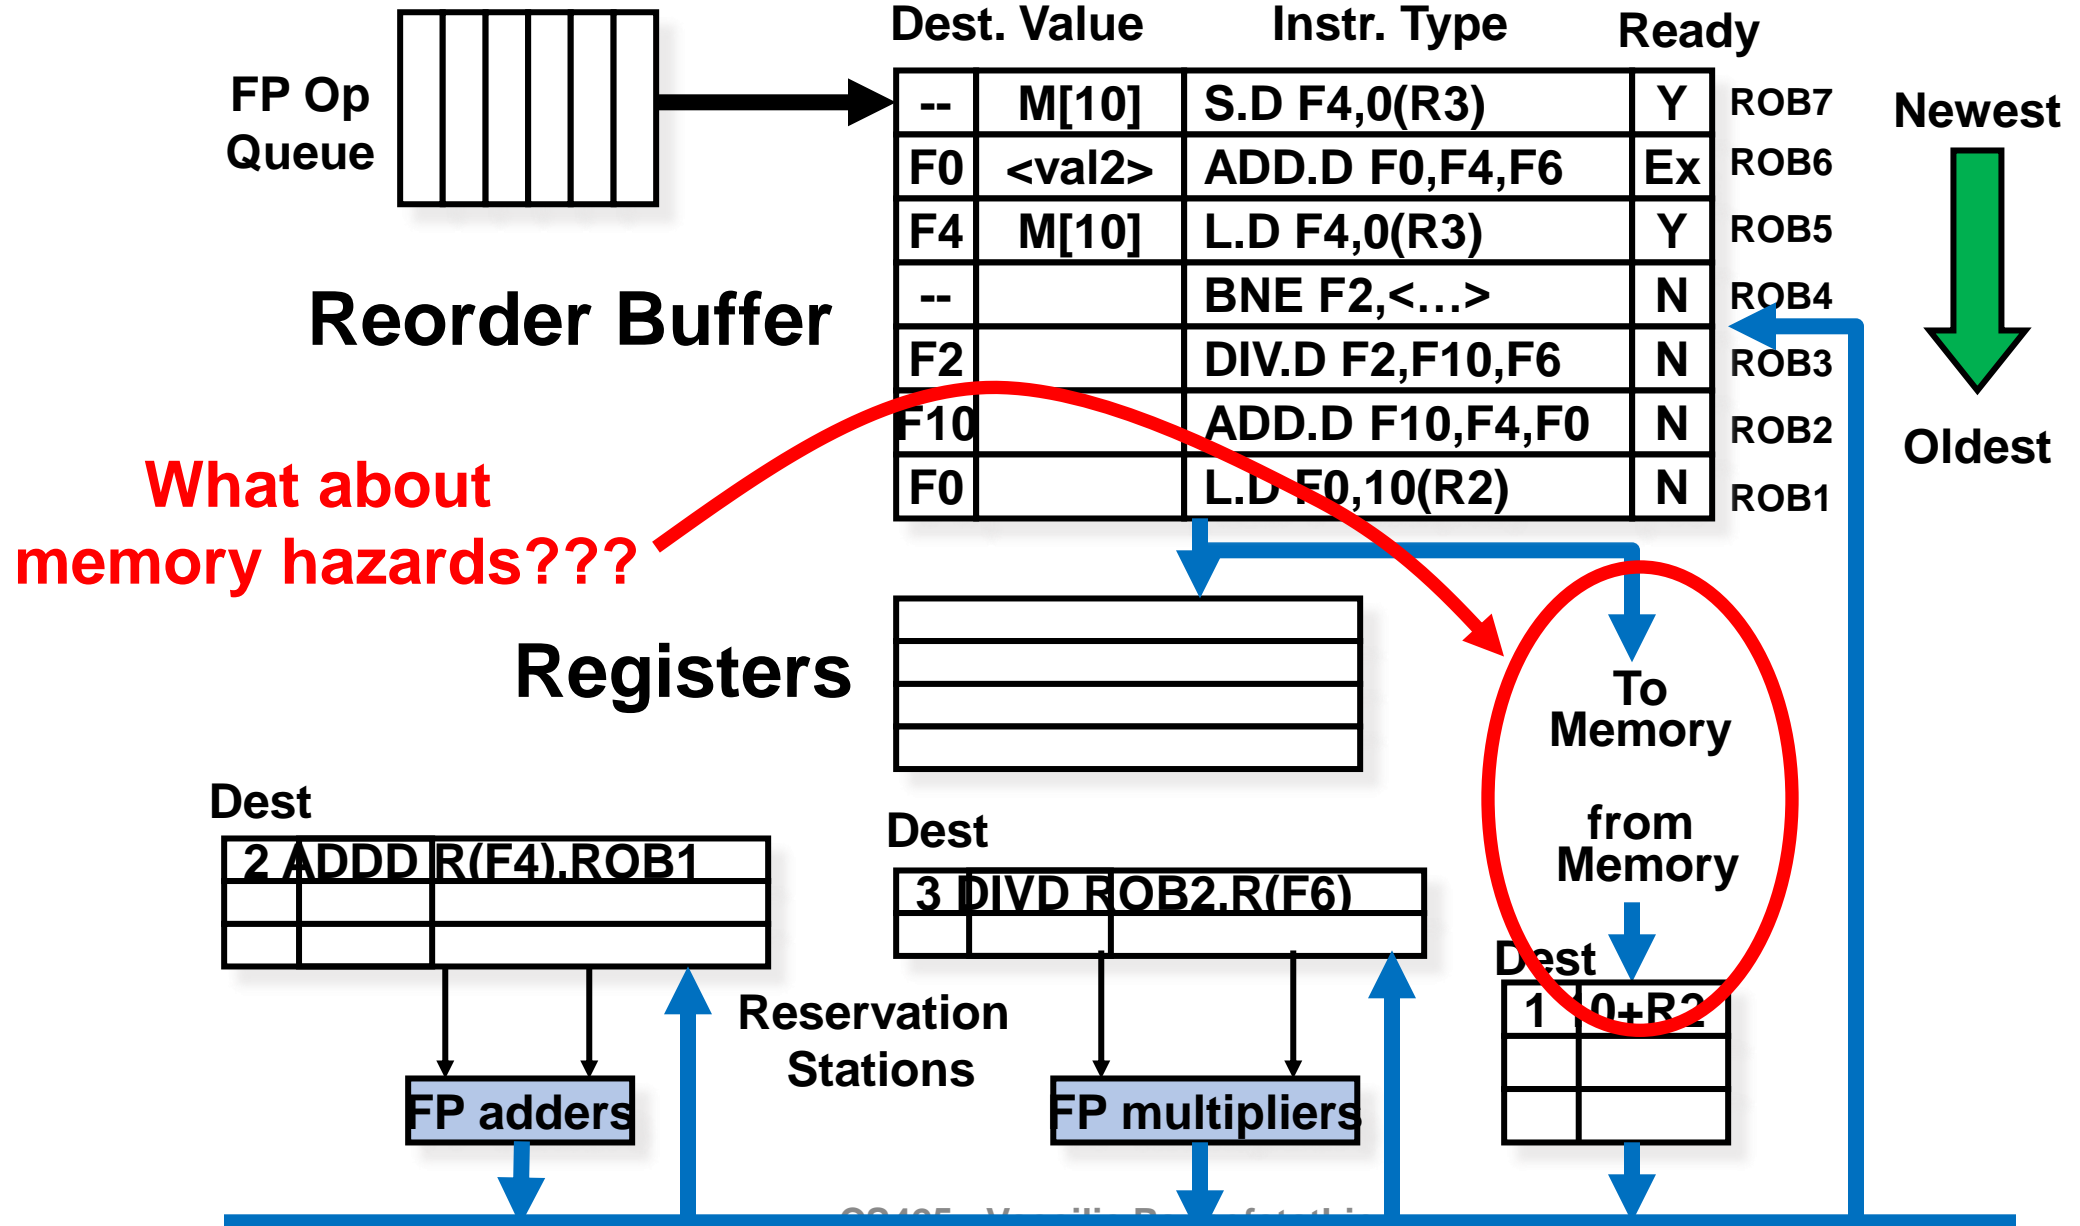 Dest. Value Instr. Type Ready
FP Op
Queue
-- M[10] S.D F4,0(R3) Y ROB7
F0 <val2> ADD.D F0,F4,F6 Ex ROB6
F4 M[10] L.D F4,0(R3) Y ROB5
-- BNE F2,<…> N ROB4
F2 DIV.D F2,F10,F6 N ROB3
F10 ADD.D F10,F4,F0 N ROB2
F0 L.D F0,10(R2) N ROB1
Newest
Oldest
Reorder Buffer
What about
memory hazards???
Registers
To
Memory
from
Memory
Dest
2 ADDD R(F4),ROB1
Dest
3 DIVD ROB2,R(F6)
Dest
1 10+R2
Reservation
Stations
FP adders
FP multipliers